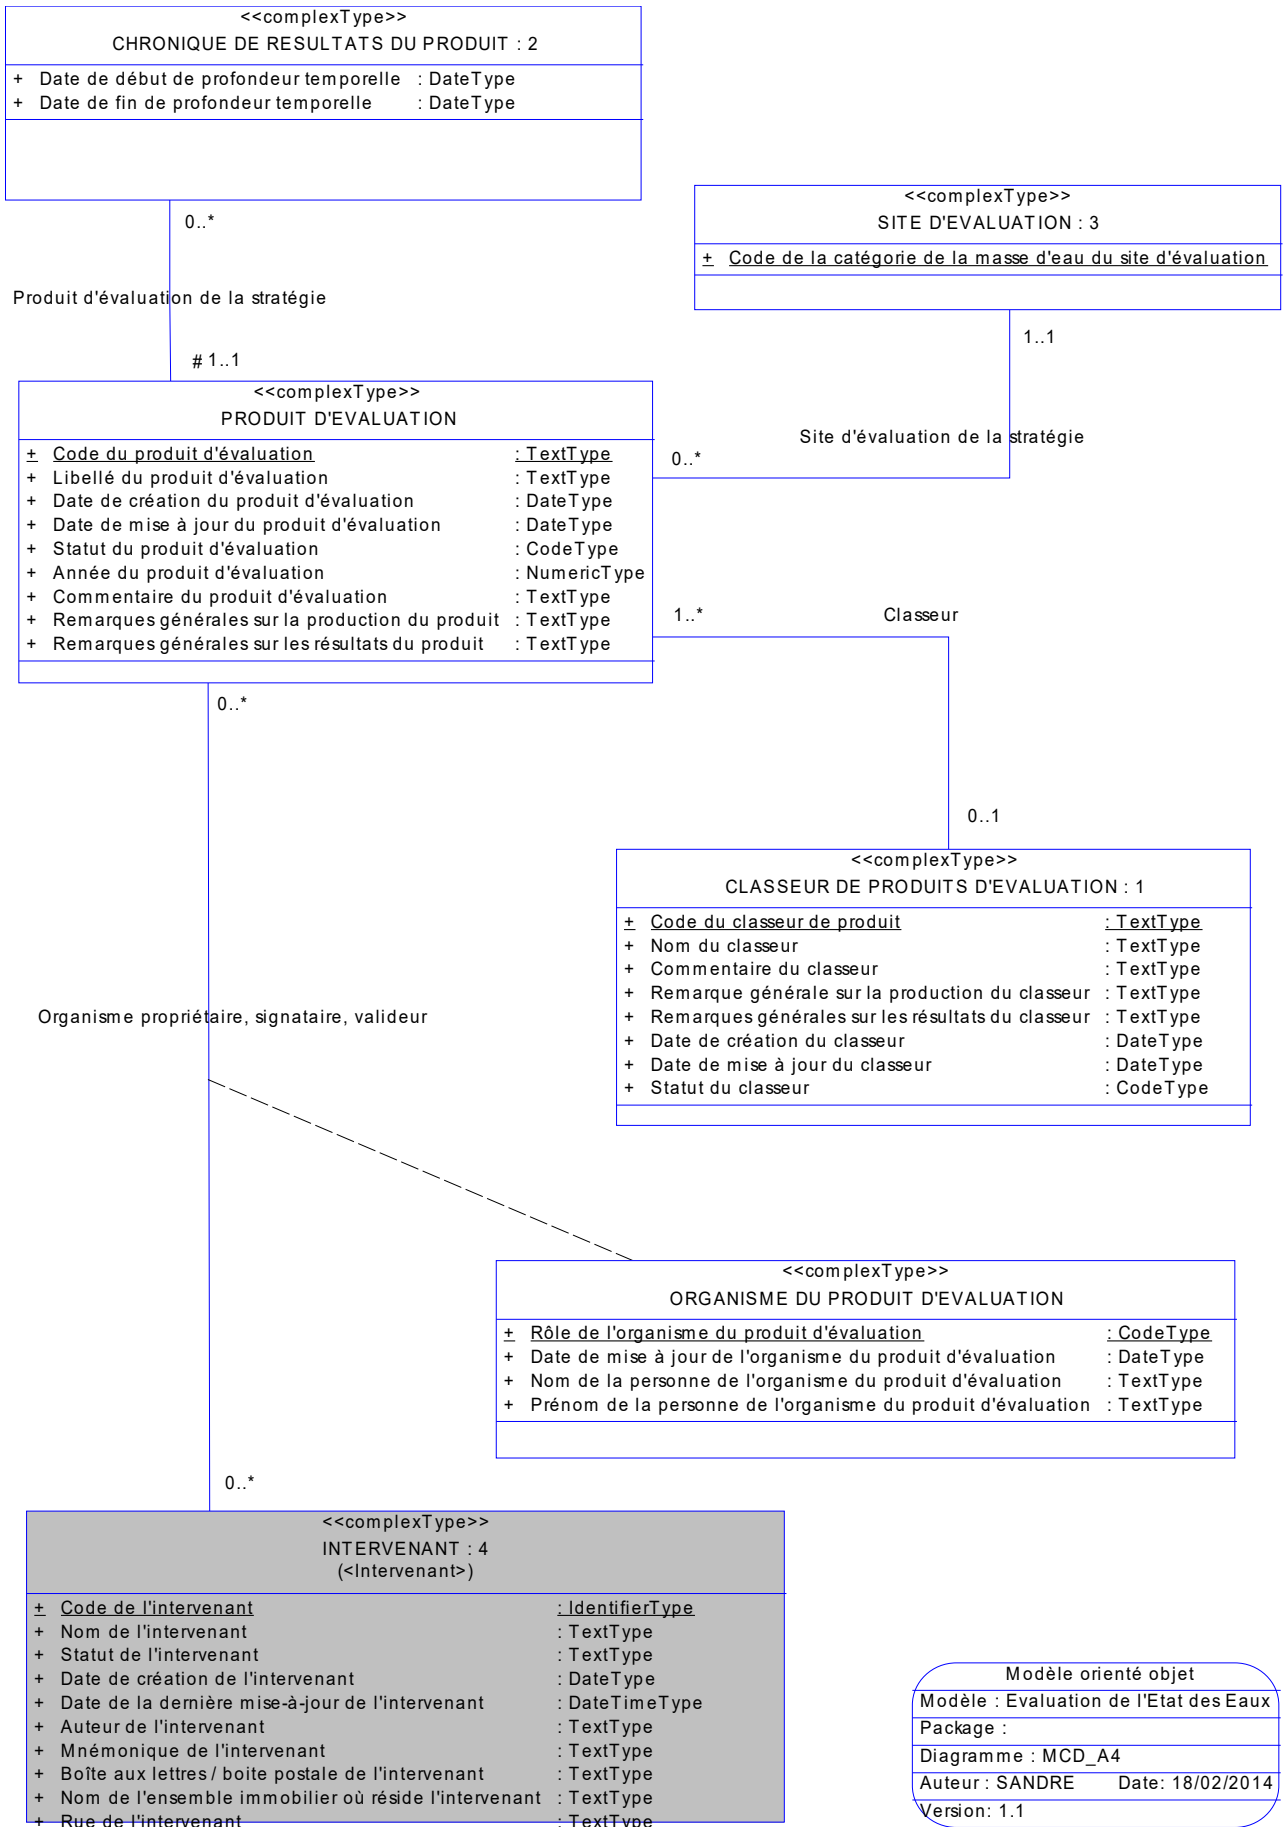 <<complexType>>
CHRONIQUE DE RESULTATS DU PRODUIT : 2
+ Date de début de profondeur temporelle : DateType
+ Date de fin de profondeur temporelle : DateType
0..*
Produit d'évaluation de la stratégie
# 1..1
<<complexType>>
SITE D'EVALUATION : 3
+ Code de la catégorie de la masse d'eau du site d'évaluation
1..1
Site d'évaluation de la stratégie
0..*
<<complexType>>
PRODUIT D'EVALUATION
+ Code du produit d'évaluation : TextType
+ Libellé du produit d'évaluation : TextType
+ Date de création du produit d'évaluation : DateType
+ Date de mise à jour du produit d'évaluation : DateType
+ Statut du produit d'évaluation : CodeType
+ Année du produit d'évaluation : NumericType
+ Commentaire du produit d'évaluation : TextType
+ Remarques générales sur la production du produit : TextType
+ Remarques générales sur les résultats du produit : TextType
1..*
Classeur
0..1
0..*
<<complexType>>
CLASSEUR DE PRODUITS D'EVALUATION : 1
+ Code du classeur de produit : TextType
+ Nom du classeur : TextType
+ Commentaire du classeur : TextType
+ Remarque générale sur la production du classeur : TextType
+ Remarques générales sur les résultats du classeur : TextType
+ Date de création du classeur : DateType
+ Date de mise à jour du classeur : DateType
+ Statut du classeur : CodeType
Organisme propriétaire, signataire, valideur
<<complexType>>
ORGANISME DU PRODUIT D'EVALUATION
+ Rôle de l'organisme du produit d'évaluation : CodeType
+ Date de mise à jour de l'organisme du produit d'évaluation : DateType
+ Nom de la personne de l'organisme du produit d'évaluation : TextType
+ Prénom de la personne de l'organisme du produit d'évaluation : TextType
0..*
<<complexType>>
INTERVENANT : 4
(<Intervenant>)
+ Code de l'intervenant : IdentifierType
+ Nom de l'intervenant : TextType
+ Statut de l'intervenant : TextType
+ Date de création de l'intervenant : DateType
+ Date de la dernière mise-à-jour de l'intervenant : DateTimeType
+ Auteur de l'intervenant : TextType
+ Mnémonique de l'intervenant : TextType
+ Boîte aux lettres / boite postale de l'intervenant : TextType
+ Nom de l'ensemble immobilier où réside l'intervenant : TextType
+ Rue de l'intervenant : TextType
Modèle orienté objet
Modèle : Evaluation de l'Etat des Eaux
Package :
Diagramme : MCD_A4
Auteur : SANDRE Date: 18/02/2014
Version: 1.1